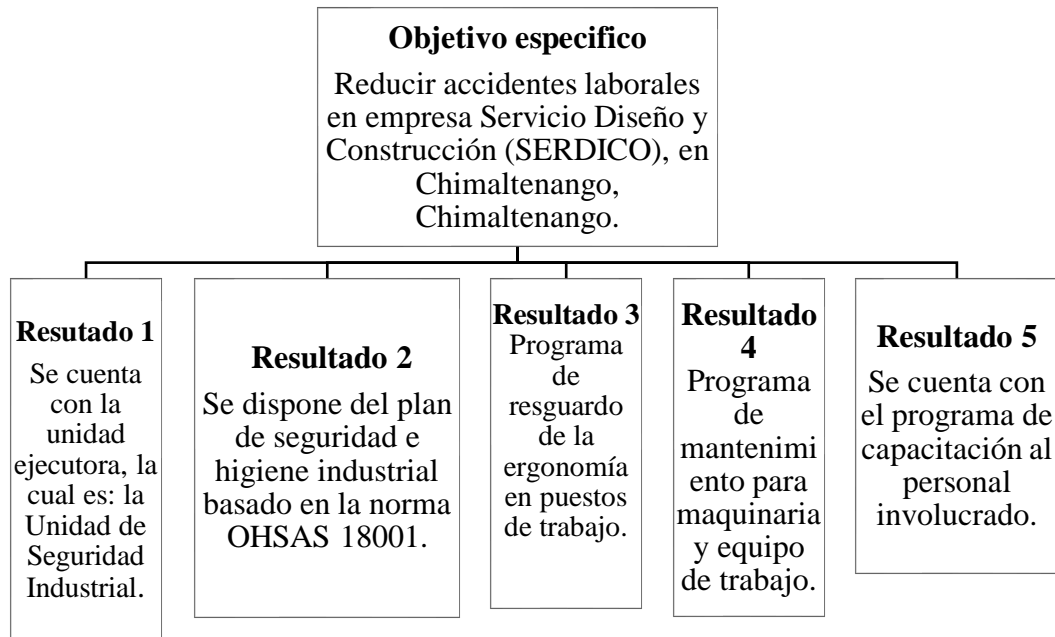 Objetivo especifico
Reducir accidentes laborales
en empresa Servicio Diseño y
Construcción (SERDICO), en
Chimaltenango,
Chimaltenango.
Resutado 1
Se cuenta
con la
unidad
ejecutora, la
cual es: la
Unidad de
Seguridad
Industrial.
Resultado 2
Se dispone del plan
de seguridad e
higiene industrial
basado en la norma
OHSAS 18001.
Resultado 3
Programa
de
resguardo
de la
ergonomía
en puestos
de trabajo.
Resultado
4
Programa
de
mantenimi
ento para
maquinaria
y equipo
de trabajo.
Resultado 5
Se cuenta con
el programa de
capacitación al
personal
involucrado.